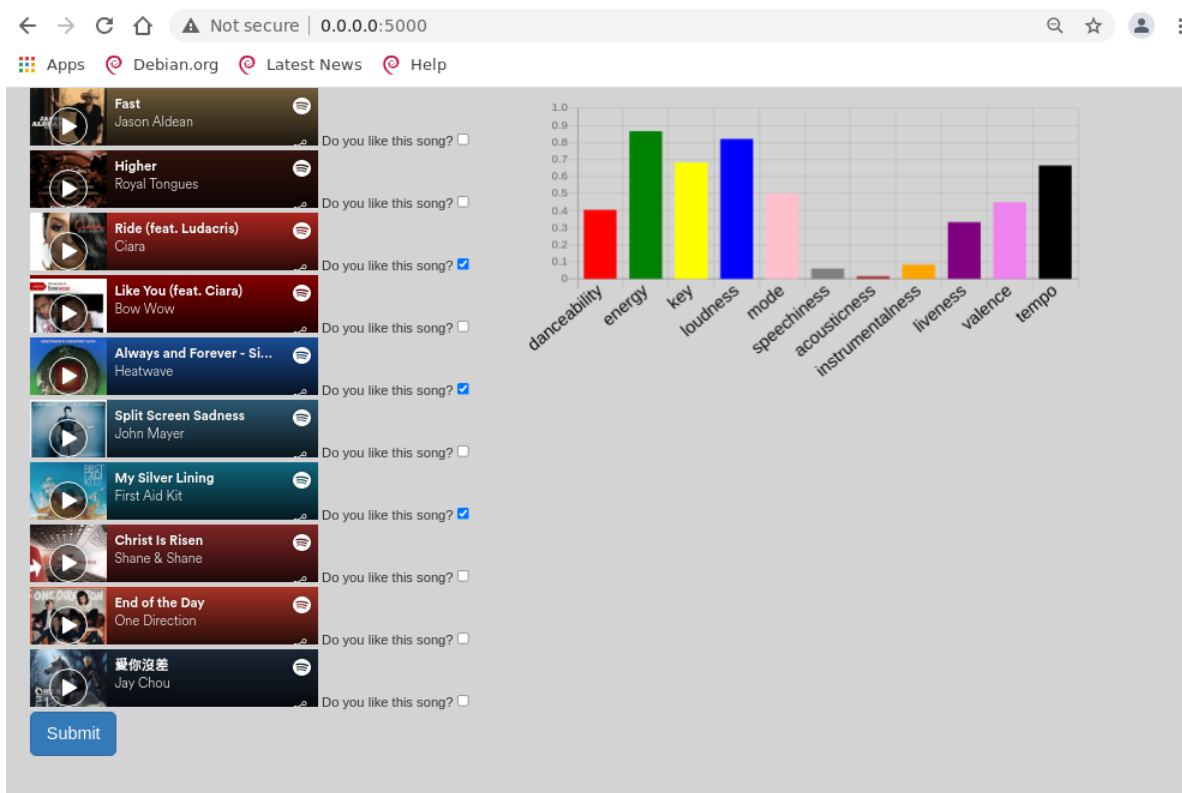 Not secure | 0.0.0.0:5000
Apps Debian.org Latest News Help
Fast
Jason Aldean
Do you like this song?
Higher
Royal Tongues
Do you like this song?
Ride (feat. Ludacris)
Ciara
Do you like this song?
Like You (feat. Ciara)
Bow Wow
Do you like this song?
Always and Forever - Si...
Heatwave
Do you like this song?
Split Screen Sadness
John Mayer
Do you like this song?
My Silver Lining
First Aid Kit
Do you like this song?
Christ Is Risen
Shane & Shane
Do you like this song?
End of the Day
One Direction
Do you like this song?
愛你沒差
Jay Chou
Do you like this song?
Submit
1.0
0.9
0.8
0.7
0.6
0.5
0.4
0.3
0.2
0.1
0
danceability
energy
key
loudness
mode
speechiness
acousticness
instrumentalness
liveness
valence
tempo